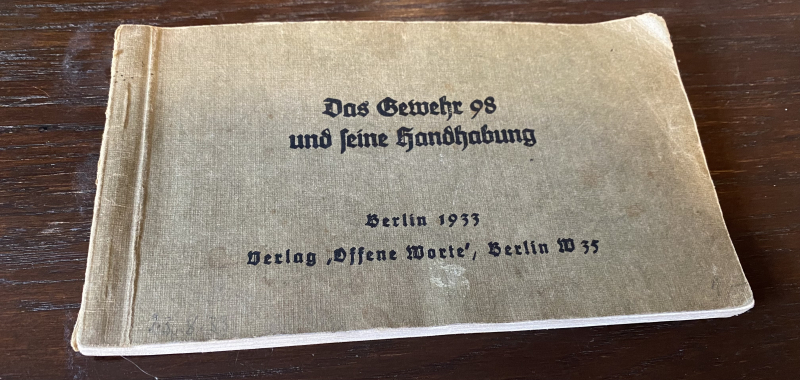 Das Gewehr 98
und seine Handhabung
Berlin 1933
Verlag ‚Offene Worte‘, Berlin W 35